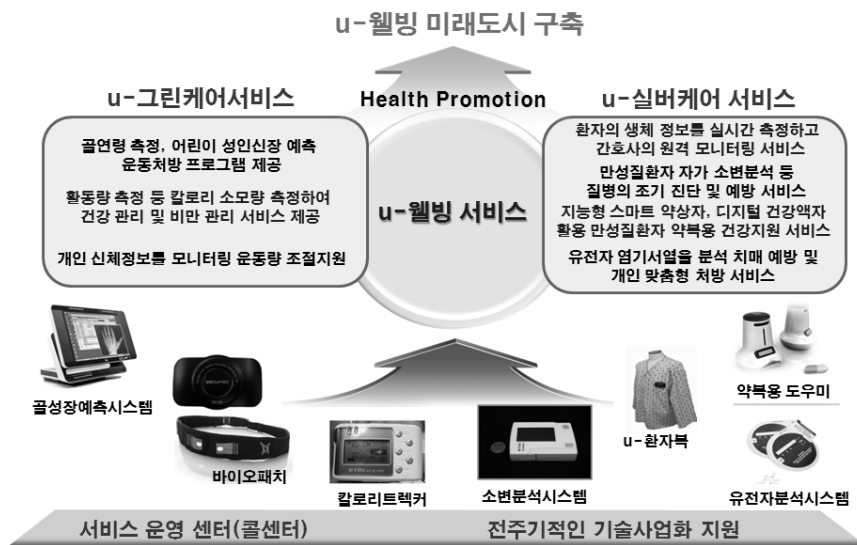 u-웰빙 미래도시 구축
u-그린케어서비스
Health Promotion
u-실버케어 서비스
골연령 측정, 어린이 성인신장 예측
운동처방 프로그램 제공
활동량 측정 등 칼로리 소모량 측정하여
건강 관리 및 비만 관리 서비스 제공
개인 신체정보를 모니터링 운동량 조절지원
u-웰빙 서비스
환자의 생체 정보를 실시간 측정하고
간호사의 원격 모니터링 서비스
만성질환자 자가 소변분석 등
질병의 조기 진단 및 예방 서비스
지능형 스마트 약상자, 디지털 건강액자
활용 만성질환자 약복용 건강지원 서비스
유전자 염기서열을 분석 치매 예방 및
개인 맞춤형 처방 서비스
골성장예측시스템
바이오패치
칼로리트렉커
소변분석시스템
u-환자복
약복용 도우미
유전자분석시스템
서비스 운영 센터(콜센터)
전주기적인 기술사업화 지원